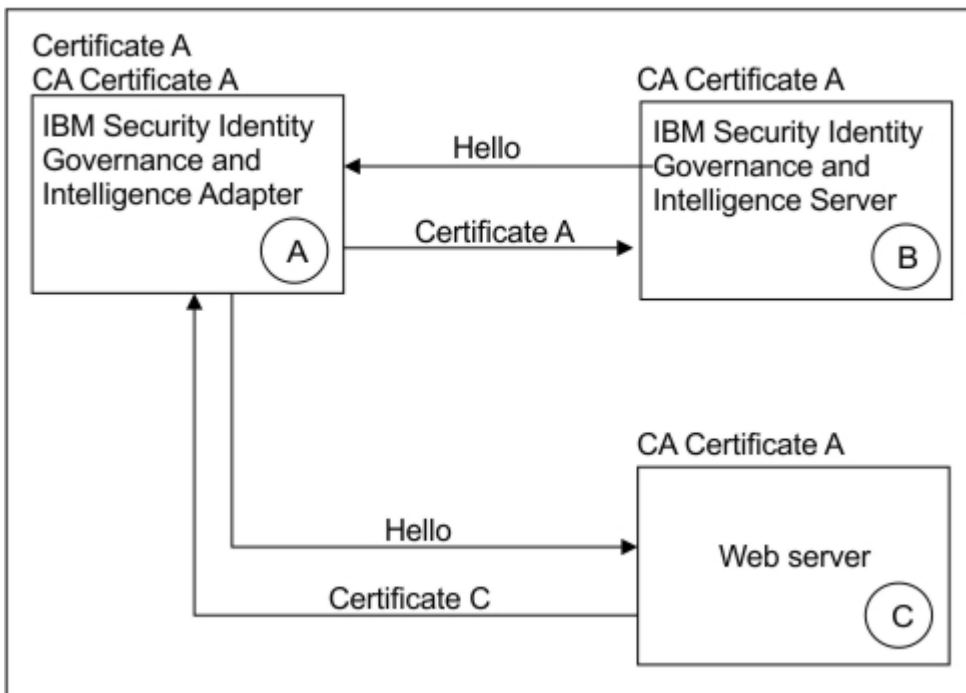 Certificate A
CA Certificate A
IBM Security Identity
Governance and
Intelligence Adapter
A
Hello
Certificate A
CA Certificate A
IBM Security Identity
Governance and
Intelligence Server
B
Hello
Certificate C
CA Certificate A
Web server
C